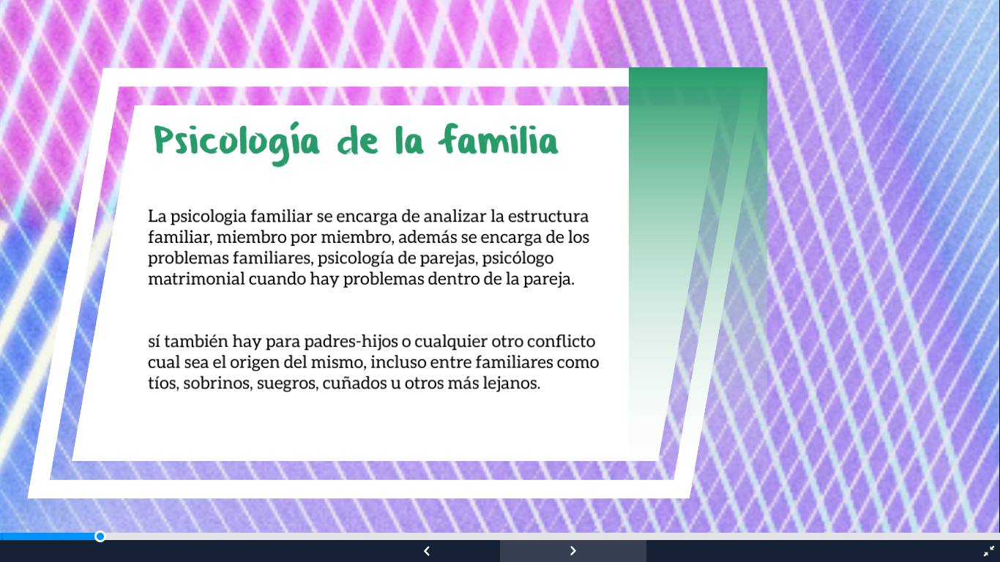 Psicología de la familia
La psicologia familiar se encarga de analizar la estructura
familiar, miembro por miembro, además se encarga de los
problemas familiares, psicología de parejas, psicólogo
matrimonial cuando hay problemas dentro de la pareja.
sí también hay para padres-hijos o cualquier otro conflicto
cual sea el origen del mismo, incluso entre familiares como
tíos, sobrinos, suegros, cuñados u otros más lejanos.